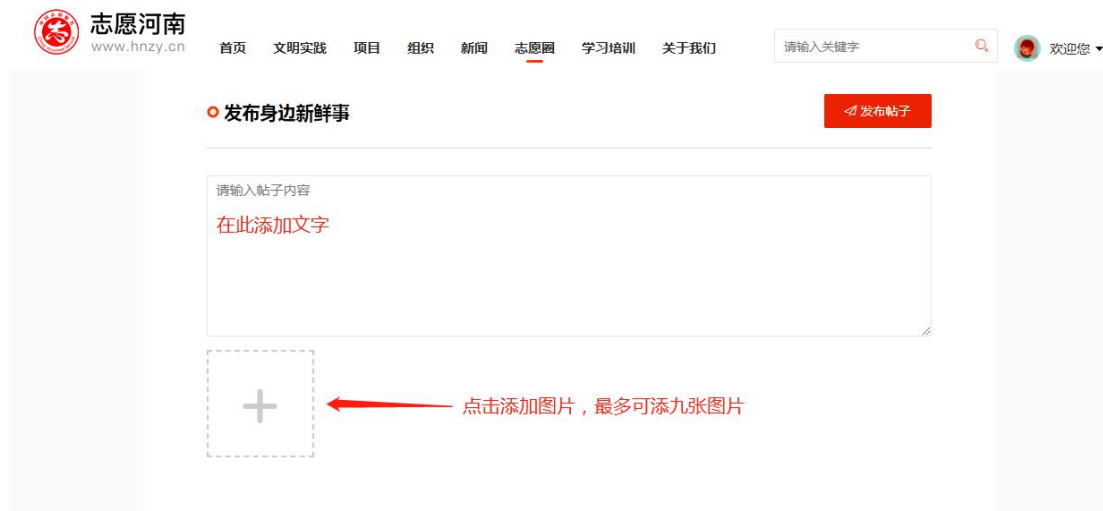 志愿河南
www.hnzy.cn
首页 文明实践 项目 组织 新闻 志愿圈 学习培训 关于我们 请输入关键字 欢迎您
发布身边新鲜事 发布帖子
请输入帖子内容
在此添加文字
点击添加图片，最多可添九张图片